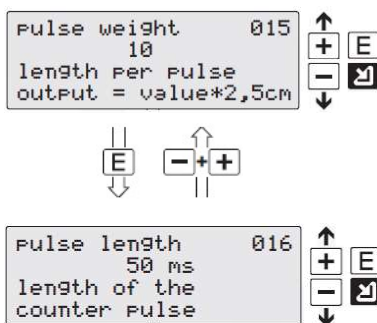 pulse weight 015
10
length per pulse
output = value*2,5cm
+ E
-
E
- + +
pulse length 016
50 ms
length of the
counter pulse
+ E
-